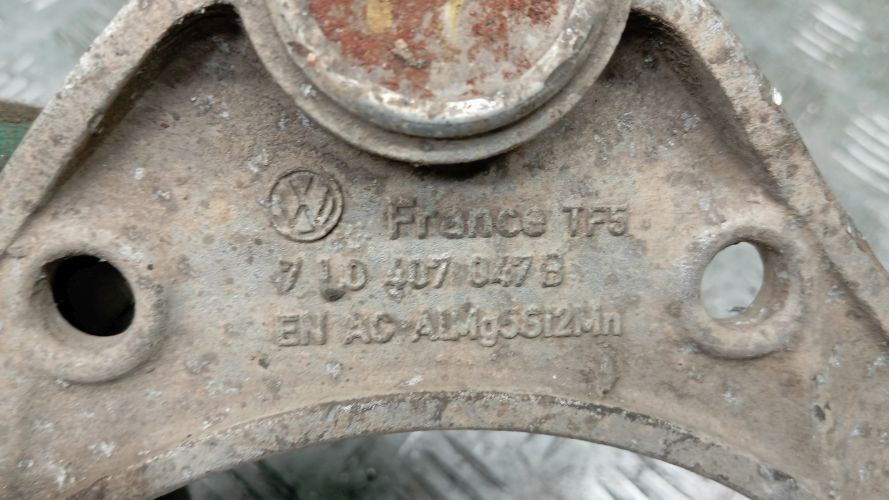 France TF5
7L0 407 047 B
EN AC-AlMg5Si2Mn